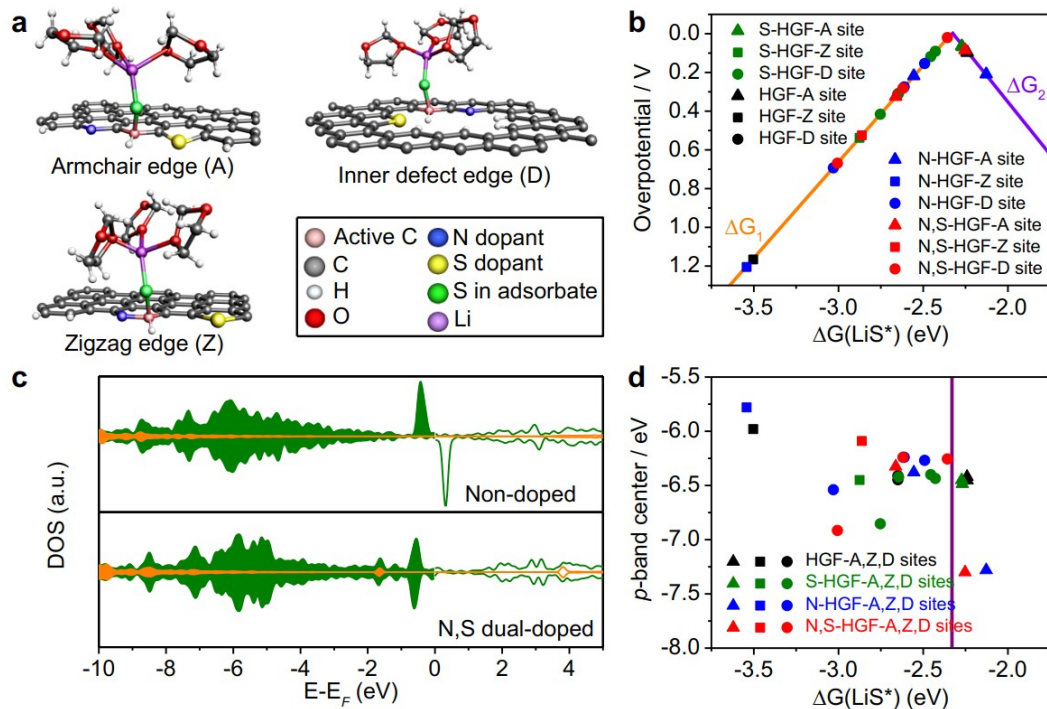 a
Armchair edge (A)
Inner defect edge (D)
Zigzag edge (Z)
Active C
C
H
O
N dopant
S dopant
S in adsorbate
Li
b
Overpotential / V
0.0
0.2
0.4
0.6
0.8
1.0
1.2
S-HGF-A site
S-HGF-Z site
S-HGF-D site
HGF-A site
HGF-Z site
HGF-D site
N-HGF-A site
N-HGF-Z site
N-HGF-D site
N,S-HGF-A site
N,S-HGF-Z site
N,S-HGF-D site
ΔG₁
ΔG₂
-3.5 -3.0 -2.5 -2.0
ΔG(LiS*) (eV)
c
DOS (a.u.)
Non-doped
N,S dual-doped
-10 -8 -6 -4 -2 0 2 4
E-E_F (eV)
d
p-band center / eV
-5.5
-6.0
-6.5
-7.0
-7.5
-8.0
HGF-A,Z,D sites
S-HGF-A,Z,D sites
N-HGF-A,Z,D sites
N,S-HGF-A,Z,D sites
-3.5 -3.0 -2.5 -2.0
ΔG(LiS*) (eV)